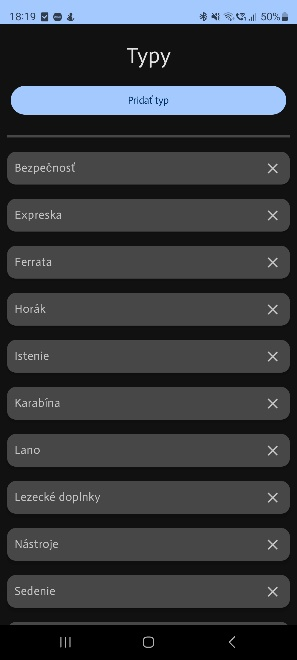 18:19
50%
Typy
Pridať typ
Bezpečnosť
Expreska
Ferrata
Horák
Istenie
Karabína
Lano
Lezecké doplnky
Nástroje
Sedenie